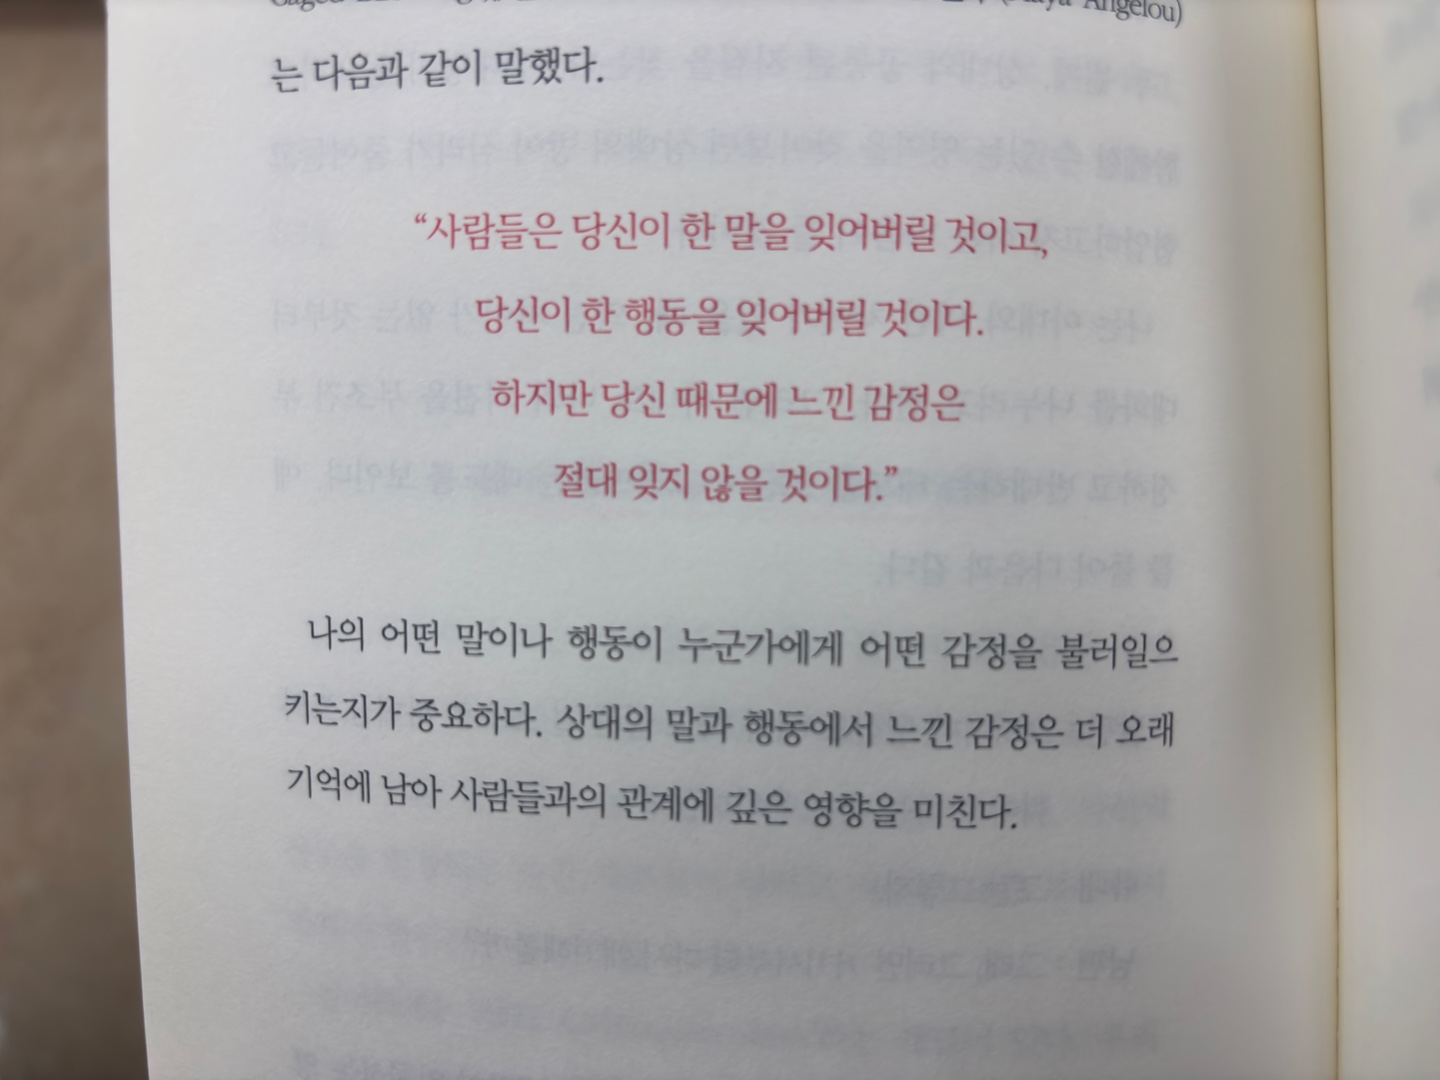 Angelou)
는 다음과 같이 말했다.
“사람들은 당신이 한 말을 잊어버릴 것이고,
당신이 한 행동을 잊어버릴 것이다.
하지만 당신 때문에 느낀 감정은
절대 잊지 않을 것이다.”
나의 어떤 말이나 행동이 누군가에게 어떤 감정을 불러일으
키는지가 중요하다. 상대의 말과 행동에서 느낀 감정은 더 오래
기억에 남아 사람들과의 관계에 깊은 영향을 미친다.